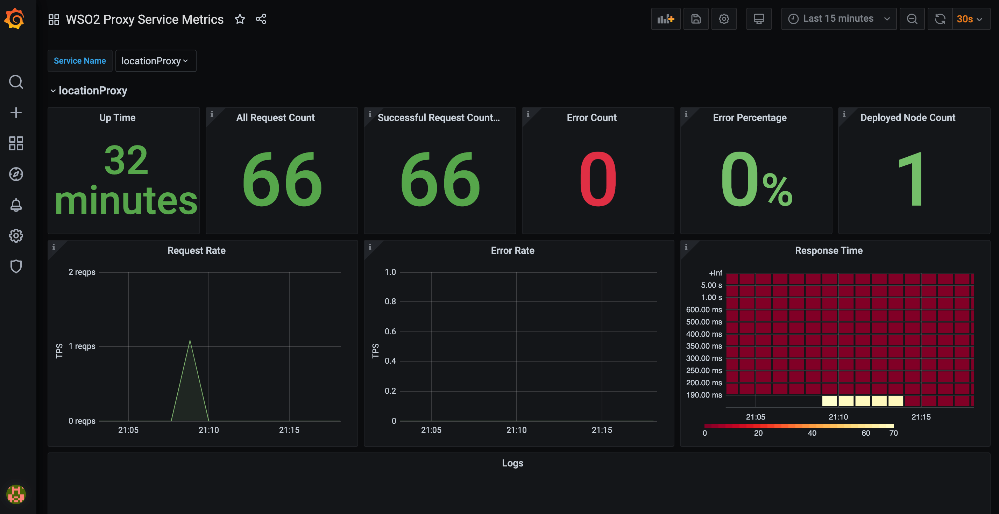 WSO2 Proxy Service Metrics
Last 15 minutes
30s
Service Name
locationProxy
locationProxy
Up Time
32
minutes
All Request Count
66
Successful Request Count...
66
Error Count
0
Error Percentage
0%
Deployed Node Count
1
Request Rate
TPS
2 reqps
1 reqps
0 reqps
21:05
21:10
21:15
Error Rate
TPS
1.0
0.8
0.6
0.4
0.2
0
21:05
21:10
21:15
Response Time
+Inf
5.00 s
1.00 s
600.00 ms
500.00 ms
400.00 ms
350.00 ms
300.00 ms
250.00 ms
200.00 ms
190.00 ms
21:05
21:10
21:15
0
20
40
60
70
Logs